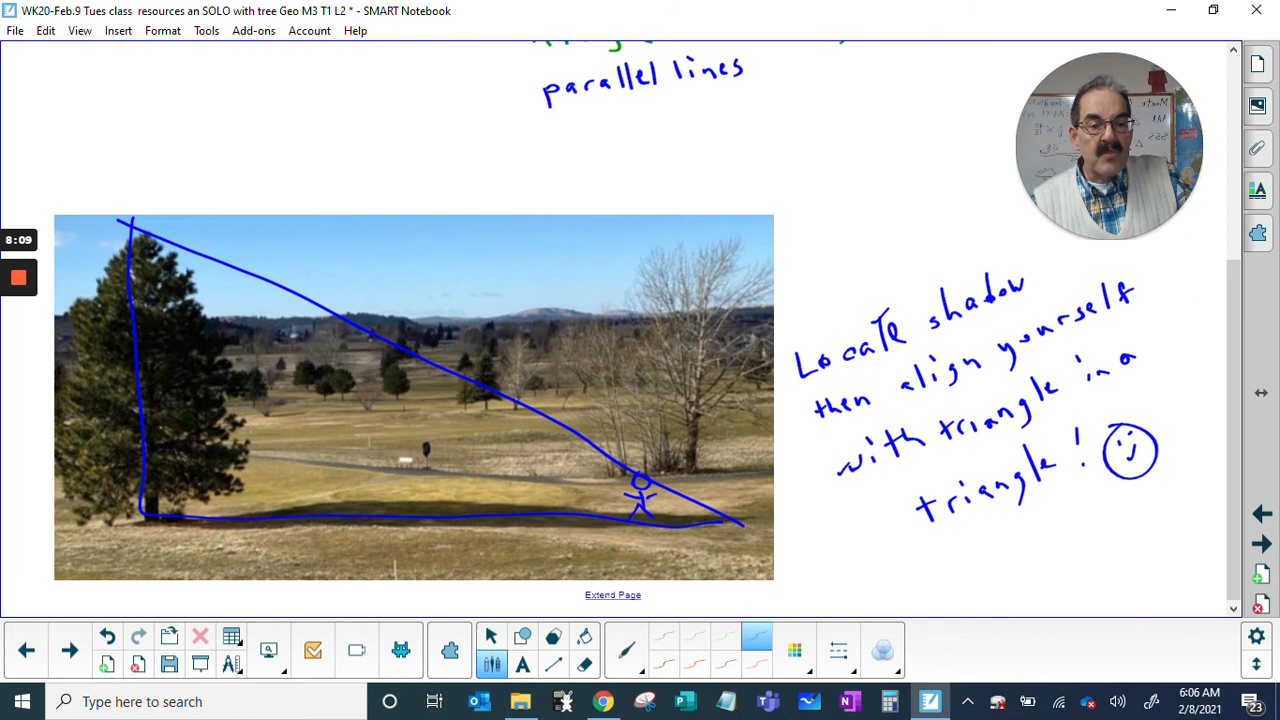 WK20-Feb.9 Tues class resources an SOLO with tree Geo M3 T1 L2 * - SMART Notebook
File Edit View Insert Format Tools Add-ons Account Help
parallel lines
8:09
Locate shadow
then align yourself
with triangle in a
triangle!
Extend Page
Type here to search
6:06 AM
2/8/2021
23